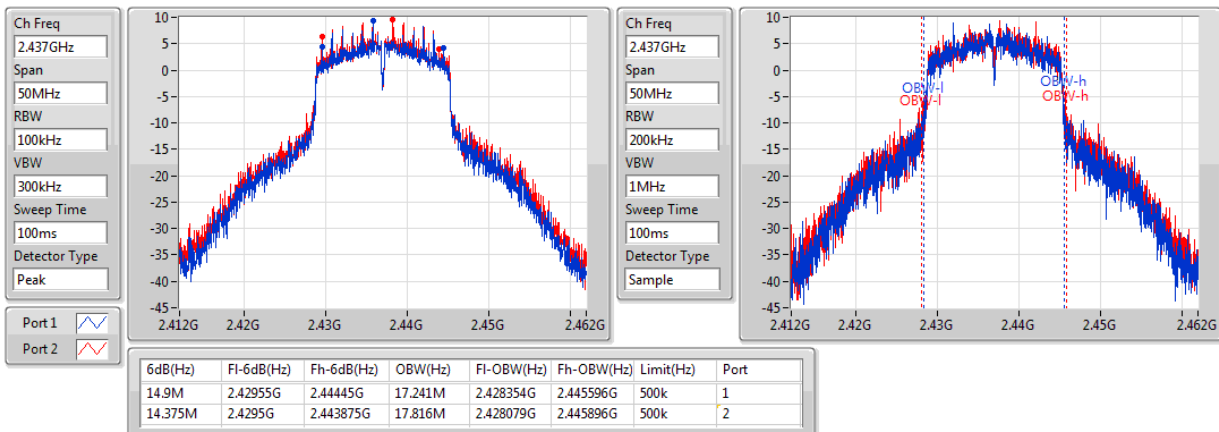 Ch Freq
2.437GHz
Span
50MHz
RBW
100kHz
VBW
300kHz
Sweep Time
100ms
Detector Type
Peak
Port 1
Port 2
10
5
0
-5
-10
-15
-20
-25
-30
-35
-40
-45
2.412G 2.42G 2.43G 2.44G 2.45G 2.462G
Ch Freq
2.437GHz
Span
50MHz
RBW
200kHz
VBW
1MHz
Sweep Time
100ms
Detector Type
Sample
10
5
0
-5
-10
-15
-20
-25
-30
-35
-40
-45
OBW-l OBW-h
OBW-l OBW-h
2.412G 2.42G 2.43G 2.44G 2.45G 2.462G
6dB(Hz) Fl-6dB(Hz) Fh-6dB(Hz) OBW(Hz) Fl-OBW(Hz) Fh-OBW(Hz) Limit(Hz) Port
14.9M 2.42955G 2.44445G 17.241M 2.428354G 2.445596G 500k 1
14.375M 2.4295G 2.443875G 17.816M 2.428079G 2.445896G 500k 2